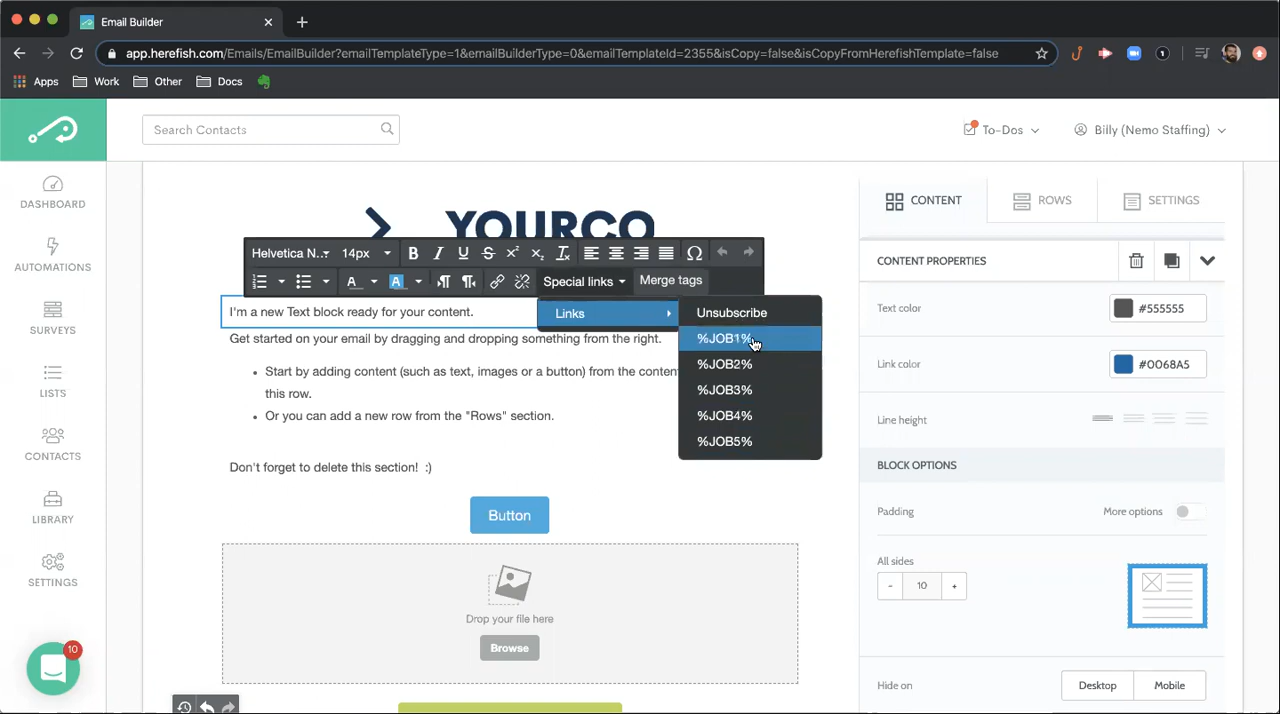 Email Builder
app.herefish.com/Emails/EmailBuilder?emailTemplateType=1&emailBuilderType=0&emailTemplateId=2355&isCopy=false&isCopyFromHerefishTemplate=false
Apps Work Other Docs
Search Contacts
To-Dos
Billy (Nemo Staffing)
DASHBOARD
AUTOMATIONS
SURVEYS
LISTS
CONTACTS
LIBRARY
SETTINGS
10
YOURCO
Helvetica N... 14px B I U S X² X₂ Tx Ω
A A Special links Merge tags
Links
Unsubscribe
%JOB1%
%JOB2%
%JOB3%
%JOB4%
%JOB5%
I'm a new Text block ready for your content.
Get started on your email by dragging and dropping something from the right.
Start by adding content (such as text, images or a button) from the conten
this row.
Or you can add a new row from the "Rows" section.
Don't forget to delete this section! :)
Button
Drop your file here
Browse
CONTENT ROWS SETTINGS
CONTENT PROPERTIES
Text color #555555
Link color #0068A5
Line height
BLOCK OPTIONS
Padding More options
All sides
- 10 +
Hide on Desktop Mobile